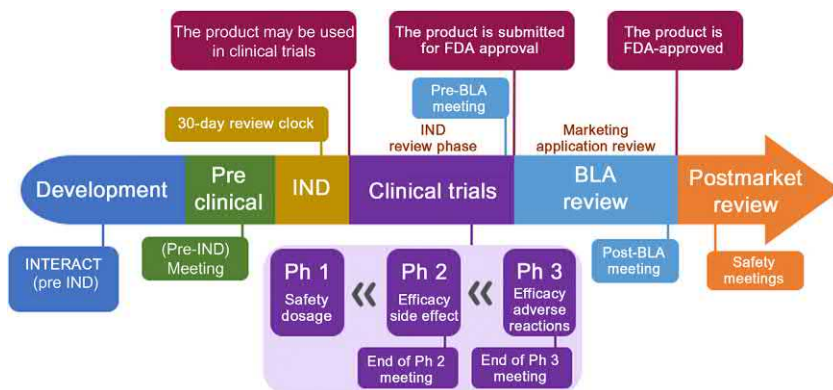 The product may be used
in clinical trials
The product is submitted
for FDA approval
The product is
FDA-approved
Pre-BLA
meeting
30-day review clock
IND
review phase
Marketing
application review
Development
Pre
clinical
IND
Clinical trials
BLA
review
Postmarket
review
INTERACT
(pre IND)
(Pre-IND)
Meeting
Post-BLA
meeting
Safety
meetings
Ph 1
Safety
dosage
«
Ph 2
Efficacy
side effect
«
Ph 3
Efficacy
adverse
reactions
End of Ph 2
meeting
End of Ph 3
meeting